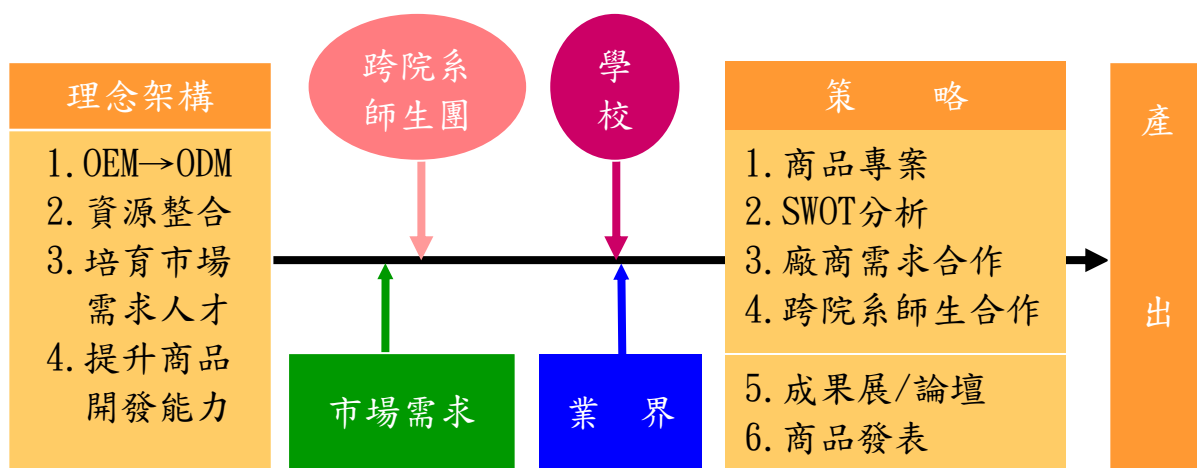 理念架構
1.OEM→ODM
2.資源整合
3.培育市場
需求人才
4.提升商品
開發能力
跨院系
師生團
學
校
市場需求
業 界
策 略
1.商品專案
2.SWOT分析
3.廠商需求合作
4.跨院系師生合作
5.成果展/論壇
6.商品發表
產
出